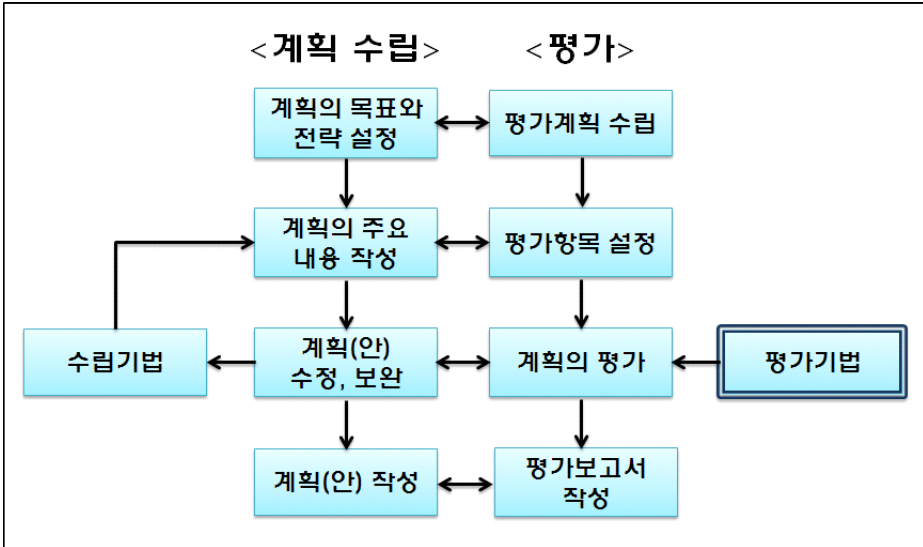 <계획 수립>
<평가>
계획의 목표와
전략 설정
평가계획 수립
계획의 주요
내용 작성
평가항목 설정
수립기법
계획(안)
수정, 보완
계획의 평가
평가기법
계획(안) 작성
평가보고서
작성